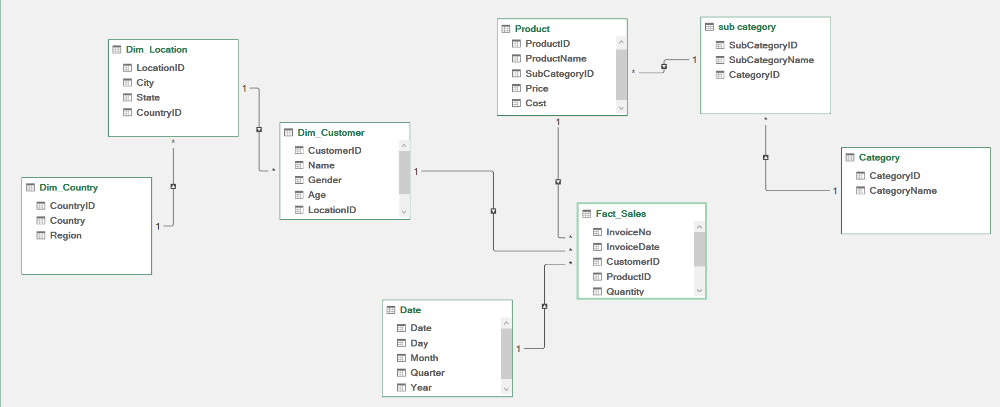 Dim_Location
LocationID
City
State
CountryID
1
*
Dim_Country
CountryID
Country
Region
1
*
Dim_Customer
CustomerID
Name
Gender
Age
LocationID
1
Product
ProductID
ProductName
SubCategoryID
Price
Cost
*
1
1
sub category
SubCategoryID
SubCategoryName
CategoryID
*
Category
CategoryID
CategoryName
1
Fact_Sales
InvoiceNo
InvoiceDate
CustomerID
ProductID
Quantity
*
*
*
Date
Date
Day
Month
Quarter
Year
1